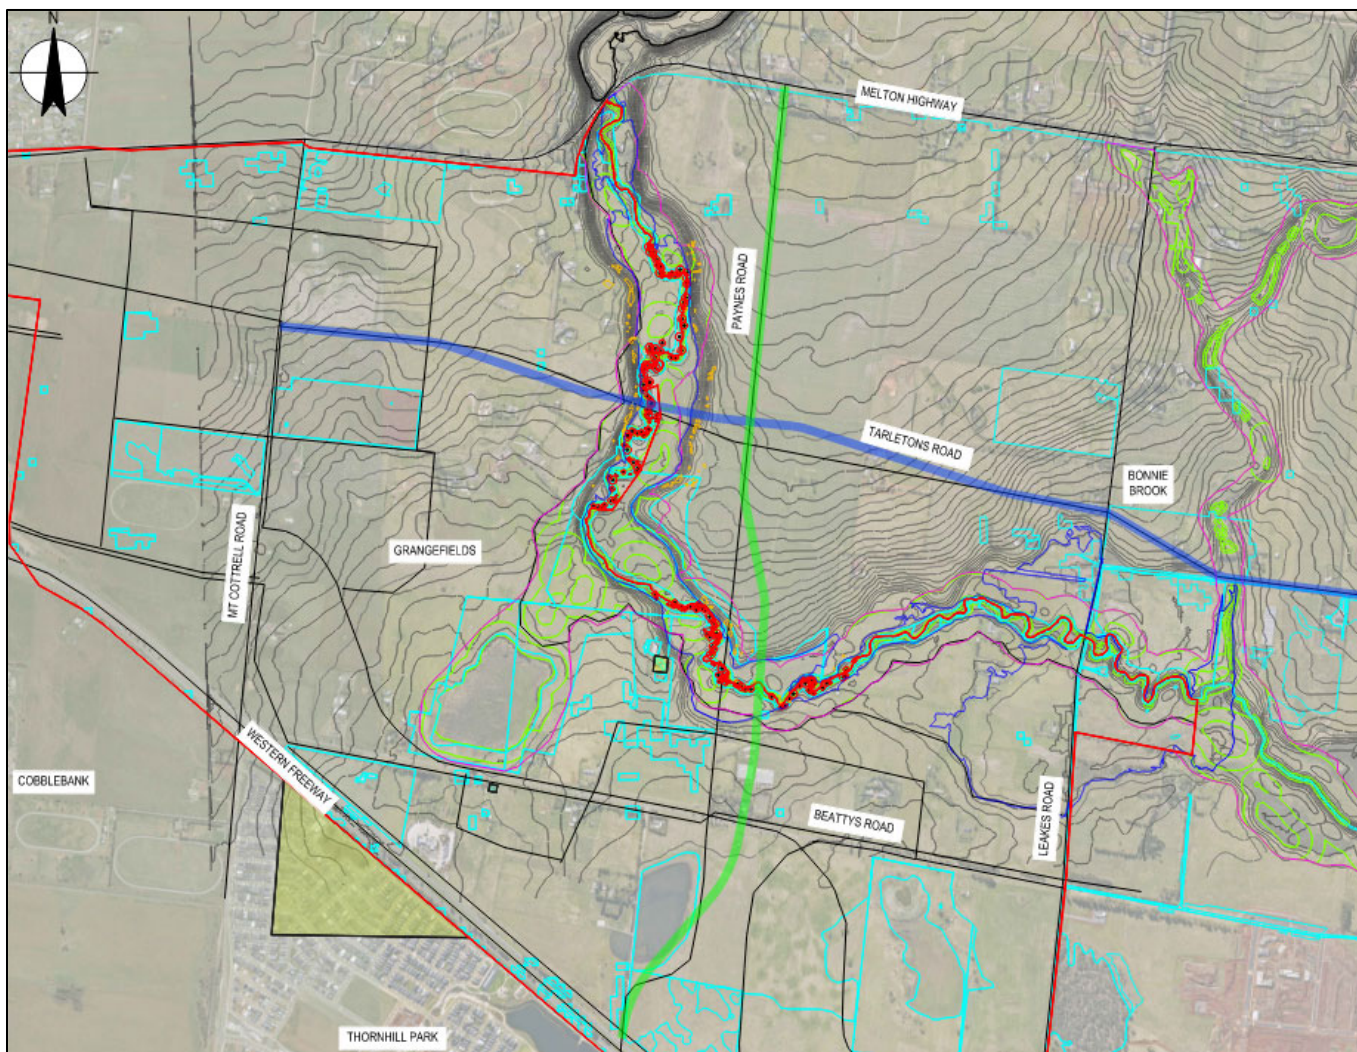 N
MELTON HIGHWAY
PAYNES ROAD
TARLETONS ROAD
BONNIE
BROOK
MT COTTRELL ROAD
GRANGEFIELDS
WESTERN FREEWAY
COBBLEBANK
BEATTYS ROAD
LEAKES ROAD
THORNHILL PARK